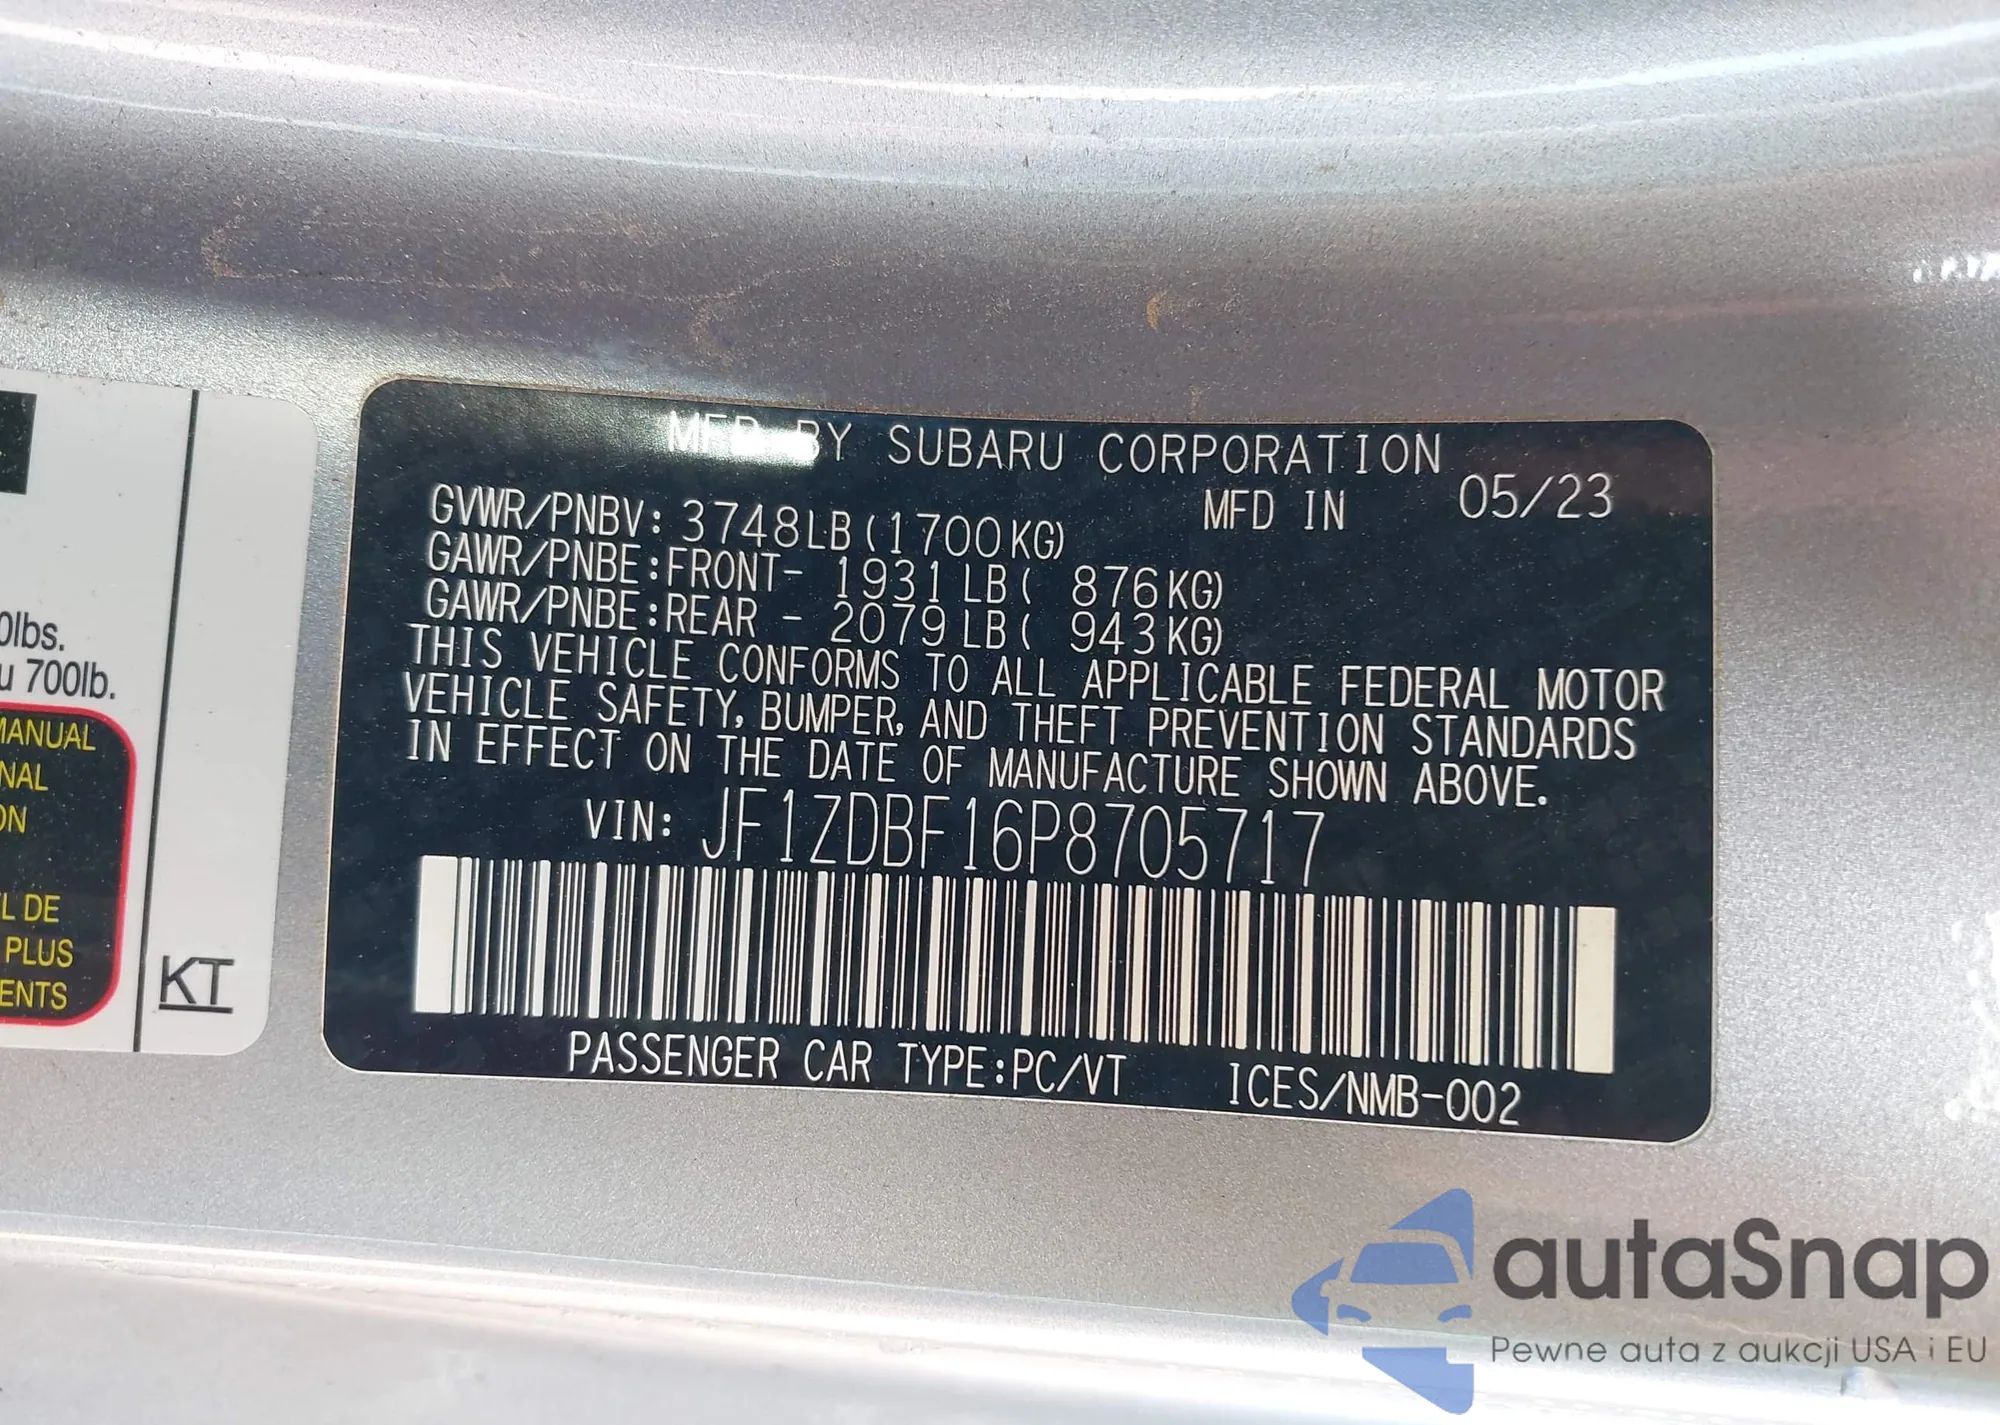 0lbs.
u 700lb.
MANUAL
NAL
ON
L DE
PLUS
ENTS
KT
MFD BY SUBARU CORPORATION
MFD IN 05/23
GVWR/PNBV: 3748LB(1700KG)
GAWR/PNBE:FRONT- 1931LB( 876KG)
GAWR/PNBE:REAR - 2079LB( 943KG)
THIS VEHICLE CONFORMS TO ALL APPLICABLE FEDERAL MOTOR
VEHICLE SAFETY, BUMPER, AND THEFT PREVENTION STANDARDS
IN EFFECT ON THE DATE OF MANUFACTURE SHOWN ABOVE.
VIN: JF1ZDBF16P8705717
PASSENGER CAR TYPE:PC/VT ICES/NMB-002
autaSnap
Pewne auta z aukcji USA i EU